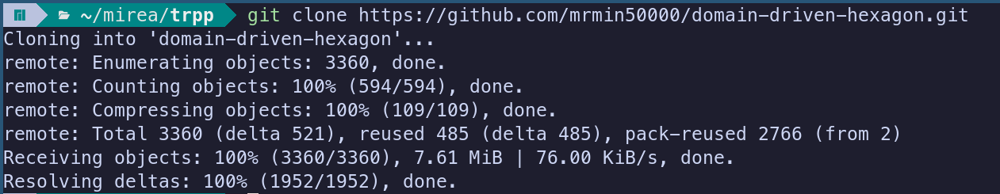 ~/mirea/trpp git clone https://github.com/mrmin50000/domain-driven-hexagon.git
Cloning into 'domain-driven-hexagon'...
remote: Enumerating objects: 3360, done.
remote: Counting objects: 100% (594/594), done.
remote: Compressing objects: 100% (109/109), done.
remote: Total 3360 (delta 521), reused 485 (delta 485), pack-reused 2766 (from 2)
Receiving objects: 100% (3360/3360), 7.61 MiB | 76.00 KiB/s, done.
Resolving deltas: 100% (1952/1952), done.